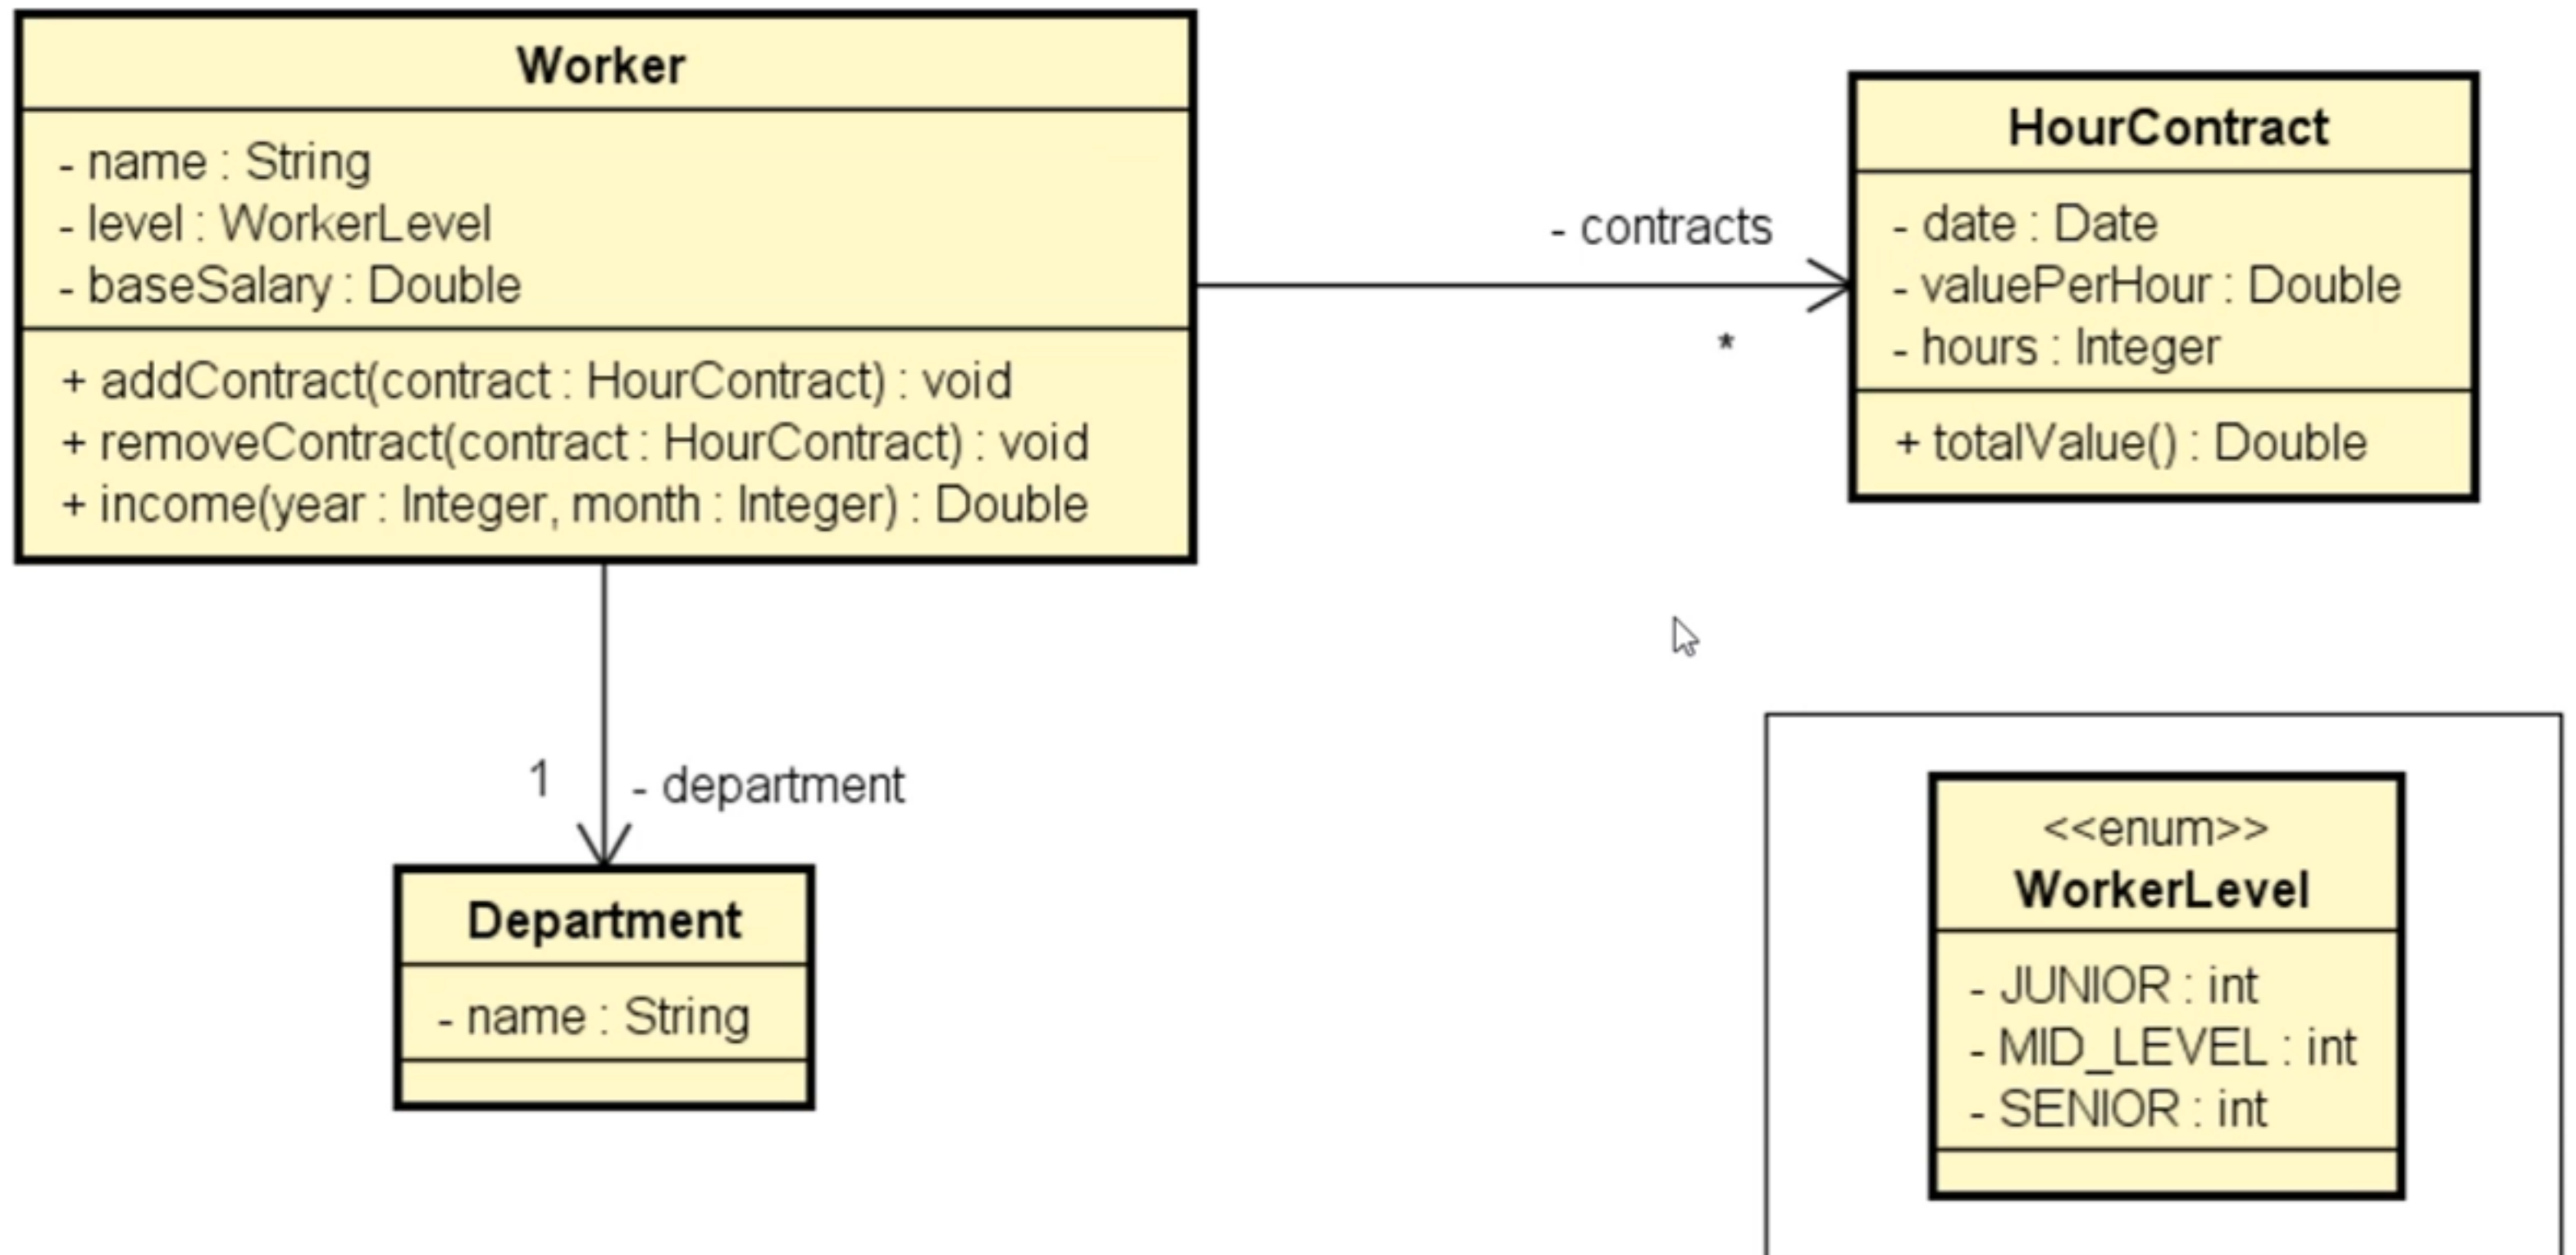 Worker
- name : String
- level : WorkerLevel
- baseSalary : Double
+ addContract(contract : HourContract) : void
+ removeContract(contract : HourContract) : void
+ income(year : Integer, month : Integer) : Double
- contracts
*
HourContract
- date : Date
- valuePerHour : Double
- hours : Integer
+ totalValue() : Double
1
- department
Department
- name : String
<<enum>>
WorkerLevel
- JUNIOR : int
- MID_LEVEL : int
- SENIOR : int